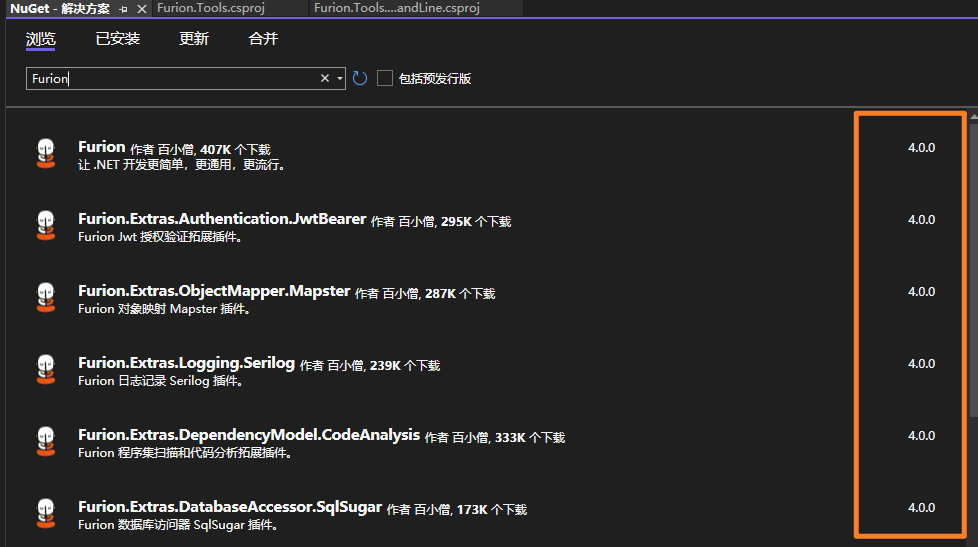 NuGet - 解决方案 Furion.Tools.csproj Furion.Tools....andLine.csproj
浏览 已安装 更新 合并
Furion 包括预发行版
Furion 作者 百小僧, 407K 个下载 4.0.0
让 .NET 开发更简单，更通用，更流行。
Furion.Extras.Authentication.JwtBearer 作者 百小僧, 295K 个下载 4.0.0
Furion Jwt 授权验证拓展插件。
Furion.Extras.ObjectMapper.Mapster 作者 百小僧, 287K 个下载 4.0.0
Furion 对象映射 Mapster 插件。
Furion.Extras.Logging.Serilog 作者 百小僧, 239K 个下载 4.0.0
Furion 日志记录 Serilog 插件。
Furion.Extras.DependencyModel.CodeAnalysis 作者 百小僧, 333K 个下载 4.0.0
Furion 程序集扫描和代码分析拓展插件。
Furion.Extras.DatabaseAccessor.SqlSugar 作者 百小僧, 173K 个下载 4.0.0
Furion 数据库访问器 SqlSugar 插件。